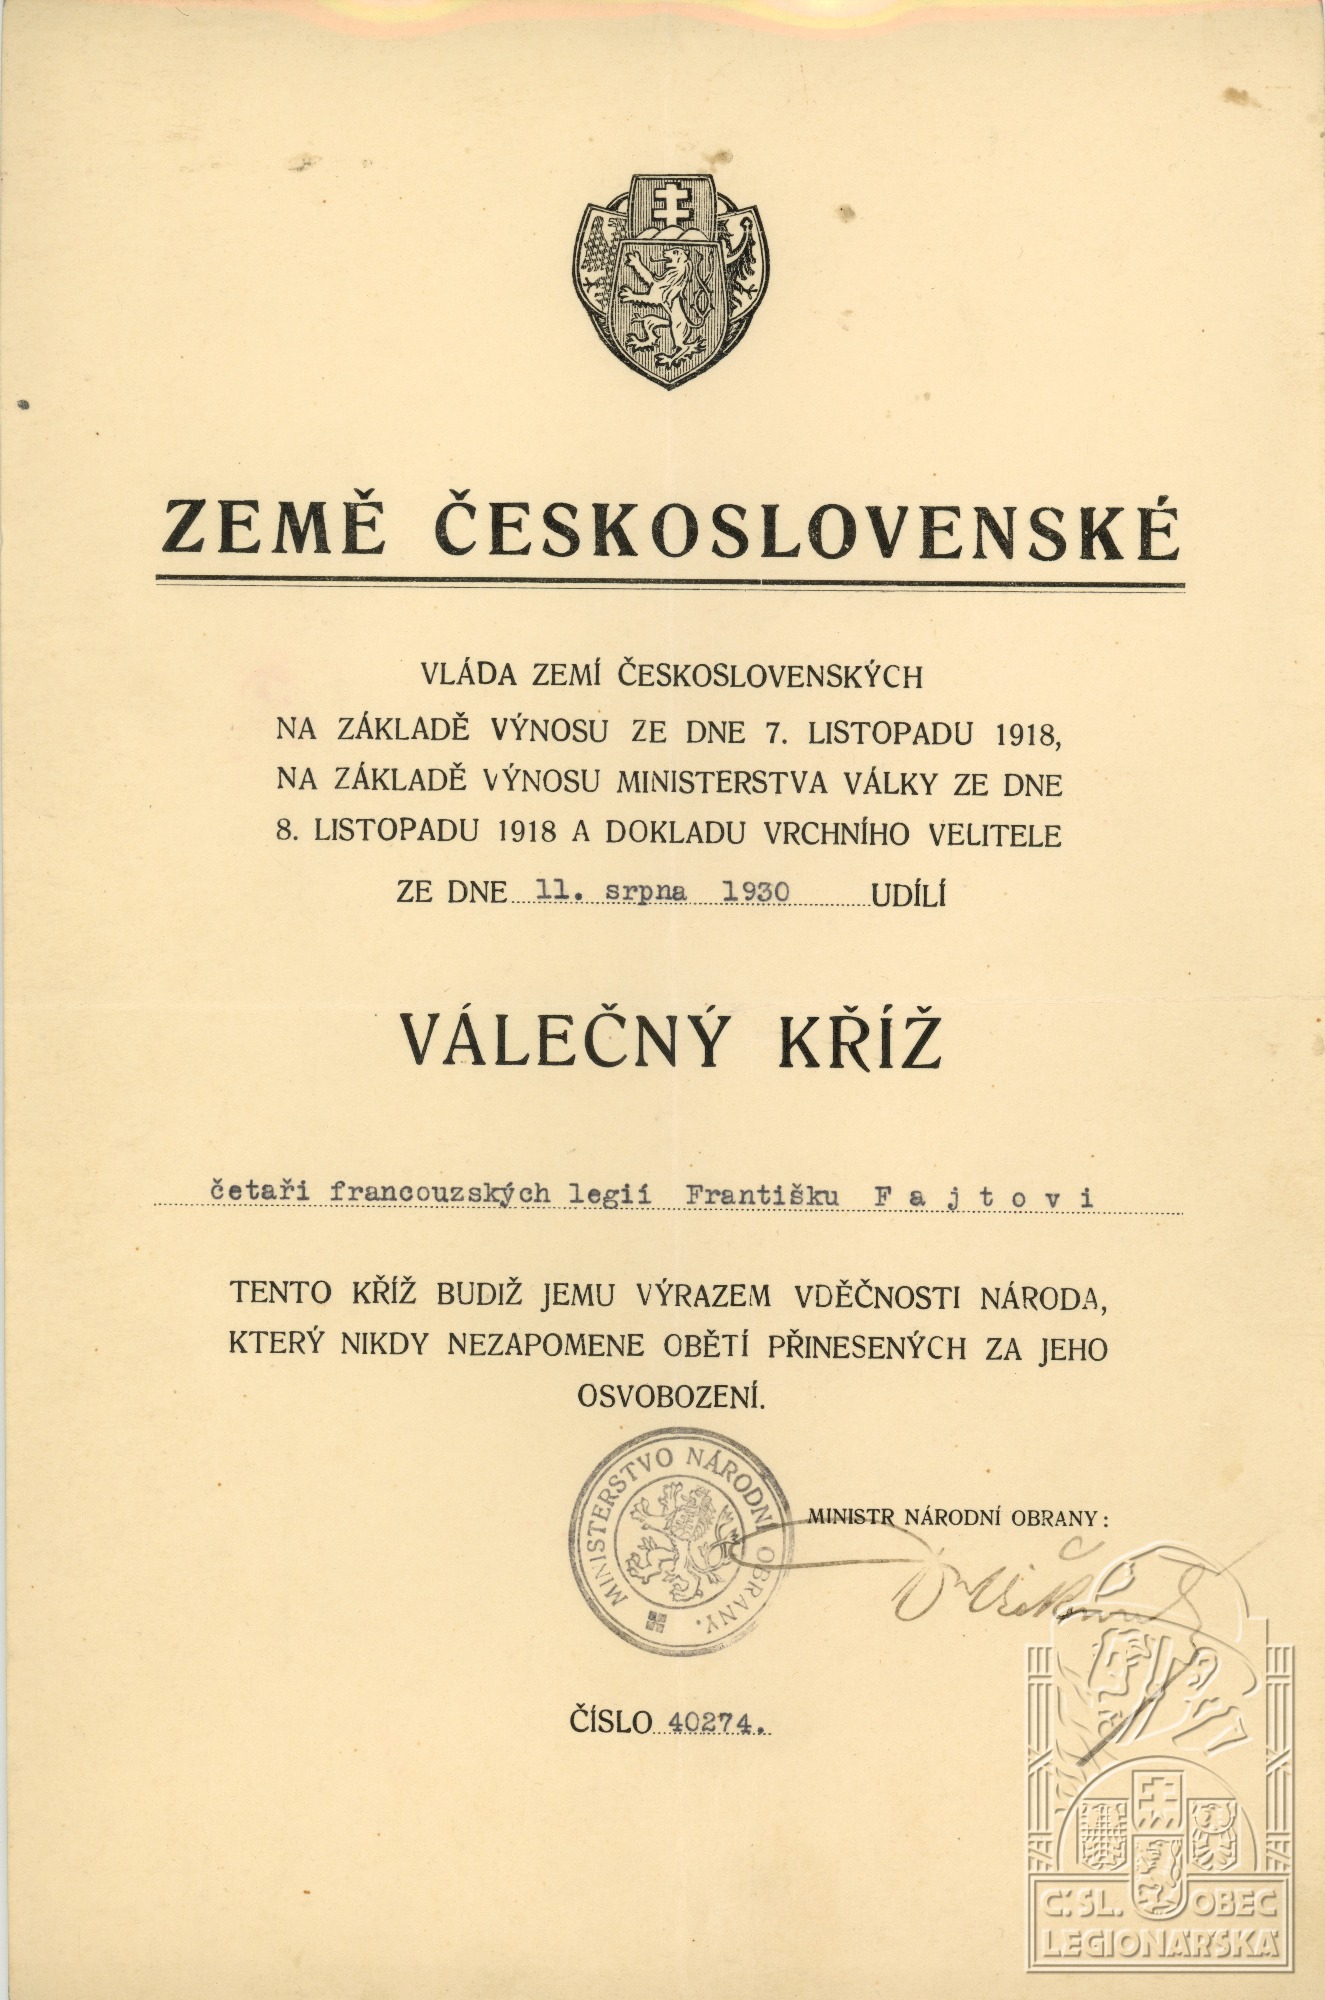 ZEMĚ ČESKOSLOVENSKÉ
VLÁDA ZEMÍ ČESKOSLOVENSKÝCH
NA ZÁKLADĚ VÝNOSU ZE DNE 7. LISTOPADU 1918,
NA ZÁKLADĚ VÝNOSU MINISTERSTVA VÁLKY ZE DNE
8. LISTOPADU 1918 A DOKLADU VRCHNÍHO VELITELE
ZE DNE 11. srpna 1930 UDÍLÍ
VÁLEČNÝ KŘÍŽ
četaři francouzských legií Františku F a j t o v i
TENTO KŘÍŽ BUDIŽ JEMU VÝRAZEM VDĚČNOSTI NÁRODA,
KTERÝ NIKDY NEZAPOMENE OBĚTÍ PŘINESENÝCH ZA JEHO
OSVOBOZENÍ.
MINISTERSTVO NÁRODNÍ OBRANY.
MINISTR NÁRODNÍ OBRANY:
ČÍSLO 40274.
Č.SL. OBEC
LEGIONÁŘSKÁ